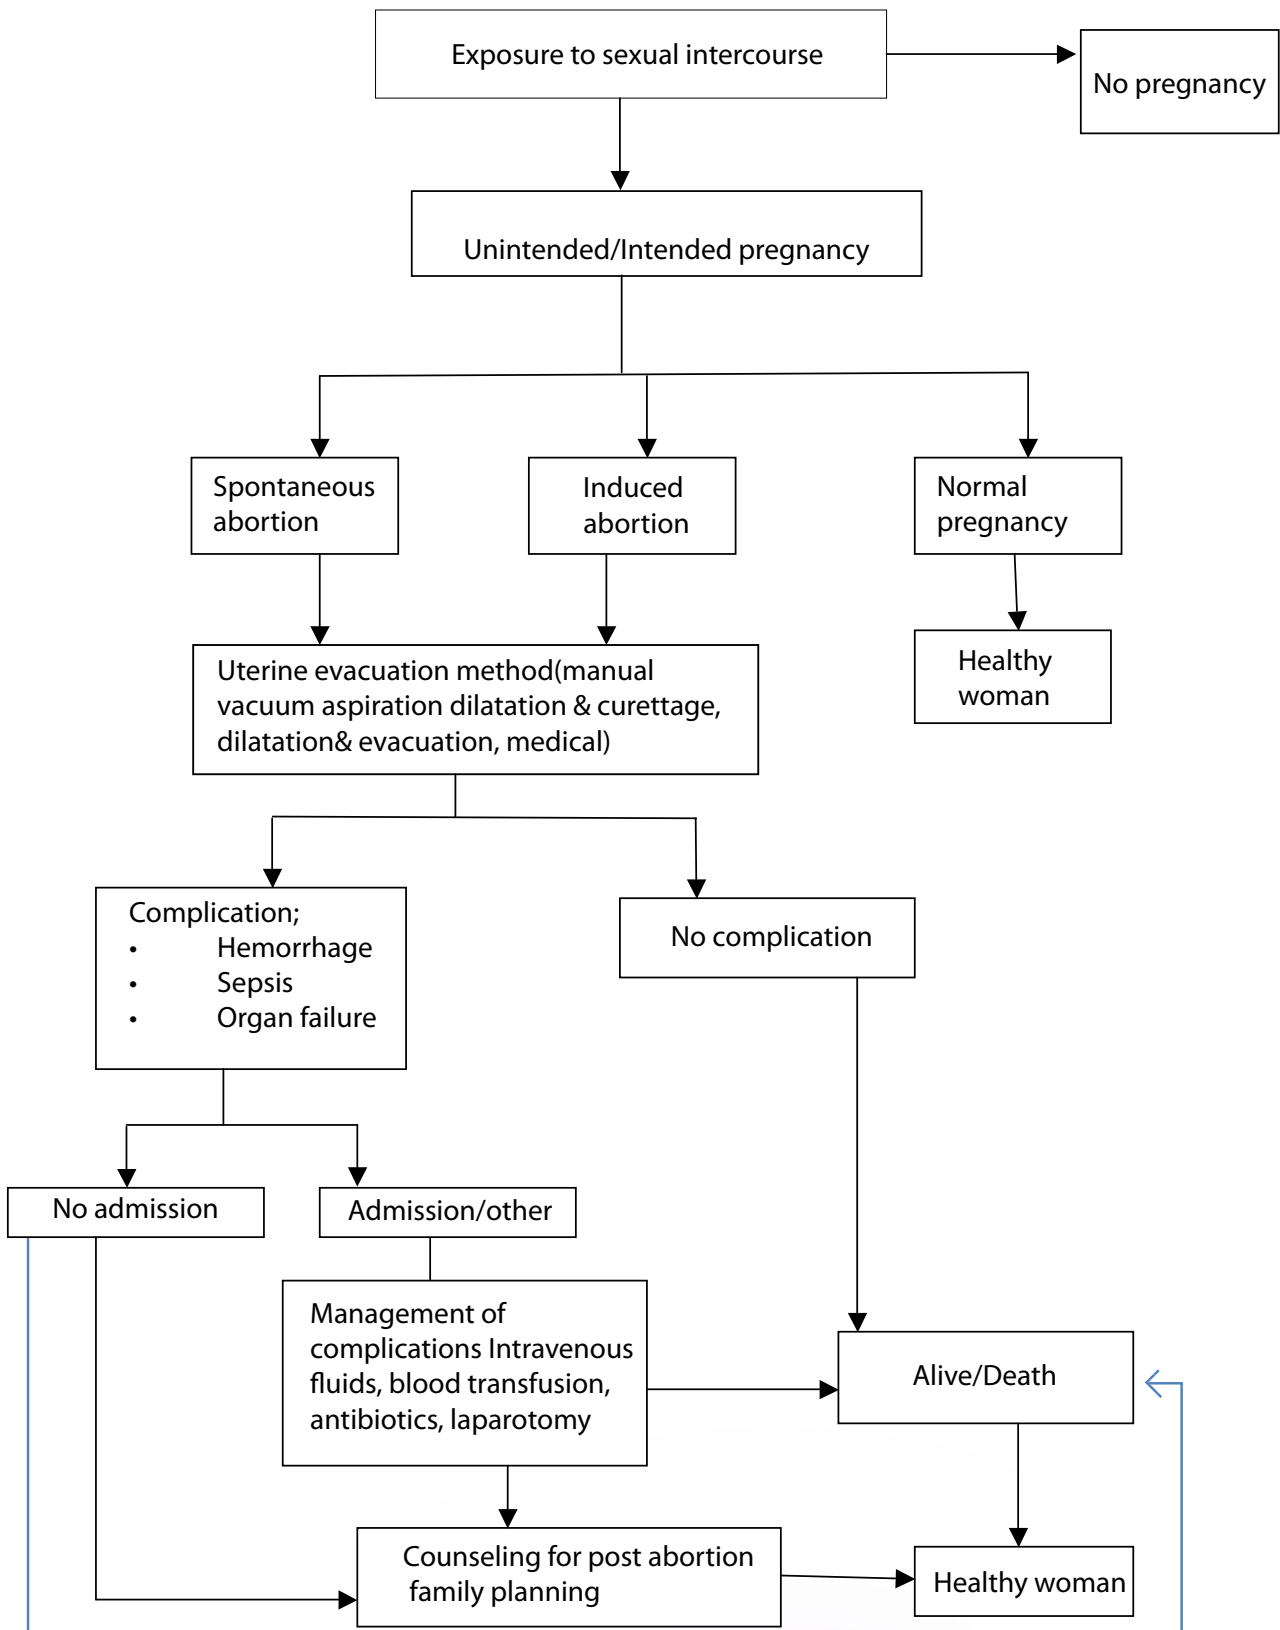 Exposure to sexual intercourse
No pregnancy
Unintended/Intended pregnancy
Spontaneous
abortion
Induced
abortion
Normal
pregnancy
Healthy
woman
Uterine evacuation method(manual
vacuum aspiration dilatation & curettage,
dilatation& evacuation, medical)
Complication;
• Hemorrhage
• Sepsis
• Organ failure
No complication
No admission
Admission/other
Management of
complications Intravenous
fluids, blood transfusion,
antibiotics, laparotomy
Alive/Death
Counseling for post abortion
family planning
Healthy woman